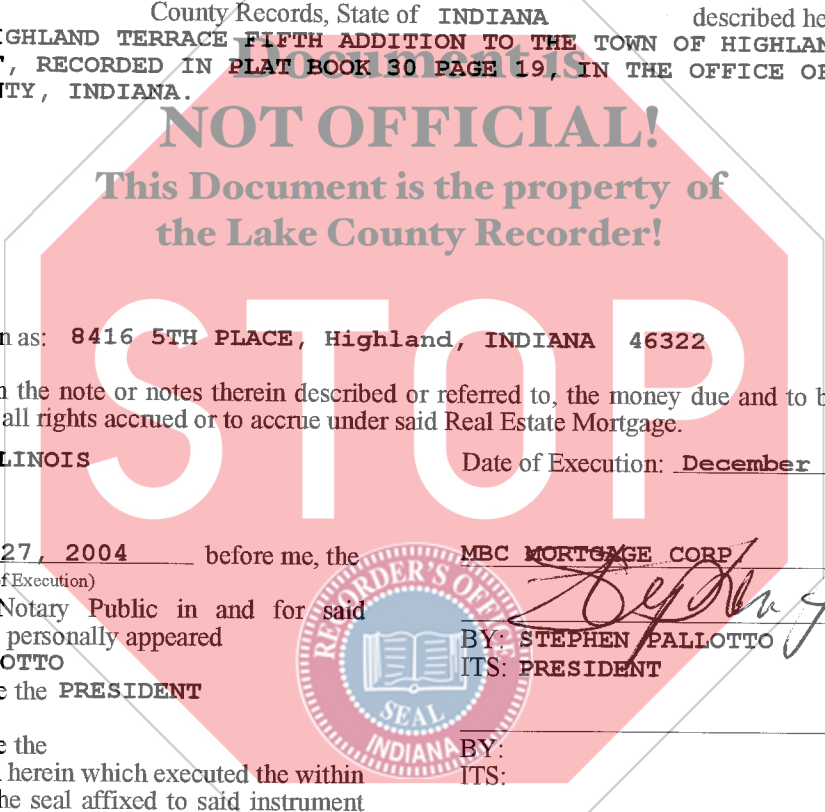 County Records, State of INDIANA described he
IGHLAND TERRACE FIFTH ADDITION TO THE TOWN OF HIGHLAN
, RECORDED IN PLAT BOOK 30 PAGE 19, IN THE OFFICE OF
TY, INDIANA.
Document is
NOT OFFICIAL!
This Document is the property of
the Lake County Recorder!
STOP
n as: 8416 5TH PLACE, Highland, INDIANA 46322
n the note or notes therein described or referred to, the money due and to b
all rights accrued or to accrue under said Real Estate Mortgage.
LINOIS Date of Execution: December
27, 2004 before me, the
of Execution)
Notary Public in and for said
personally appeared
OTTO
e the PRESIDENT
e the
herein which executed the within
he seal affixed to said instrument
MBC MORTGAGE CORP
BY: STEPHEN PALLOTTO
ITS: PRESIDENT
BY:
ITS:
RECORDER'S OFFICE
SEAL
INDIANA